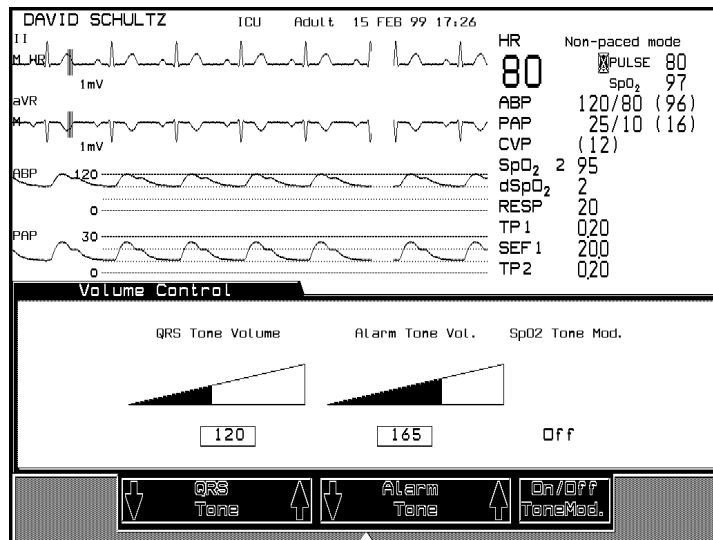 DAVID SCHULTZ ICU Adult 15 FEB 99 17:26
II
M HR
1mV
aVR
M
1mV
ABP 120
0
PAP 30
0
HR Non-paced mode
80
PULSE 80
SpO₂ 97
ABP 120/80 (96)
PAP 25/10 (16)
CVP (12)
SpO₂ 2 95
dSpO₂ 2
RESP 20
TP1 0.20
SEF1 20.0
TP2 0.20
Volume Control
QRS Tone Volume Alarm Tone Vol. SpO2 Tone Mod.
120 165 Off
QRS Tone
Alarm Tone
On/Off ToneMod.